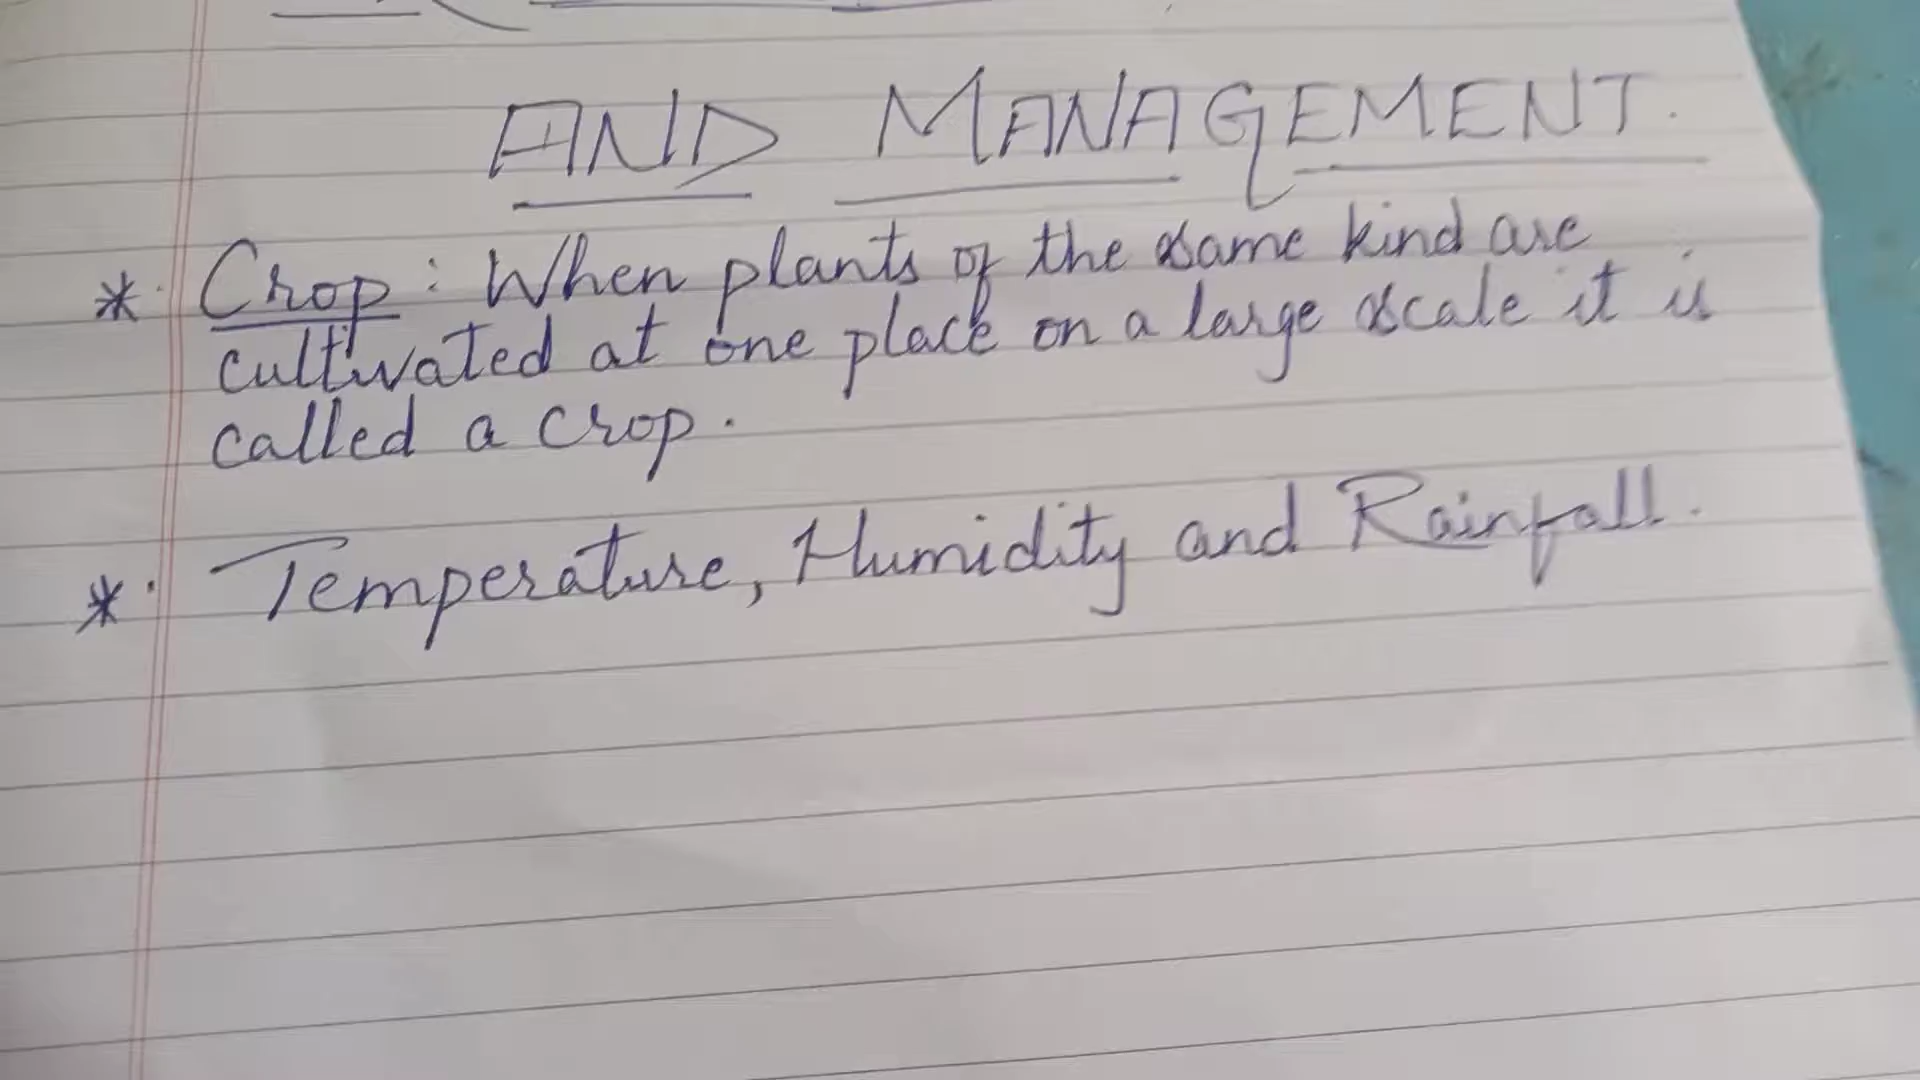 AND MANAGEMENT.
* Crop: When plants of the same kind are
cultivated at one place on a large scale it is
called a crop.
* Temperature, Humidity and Rainfall.